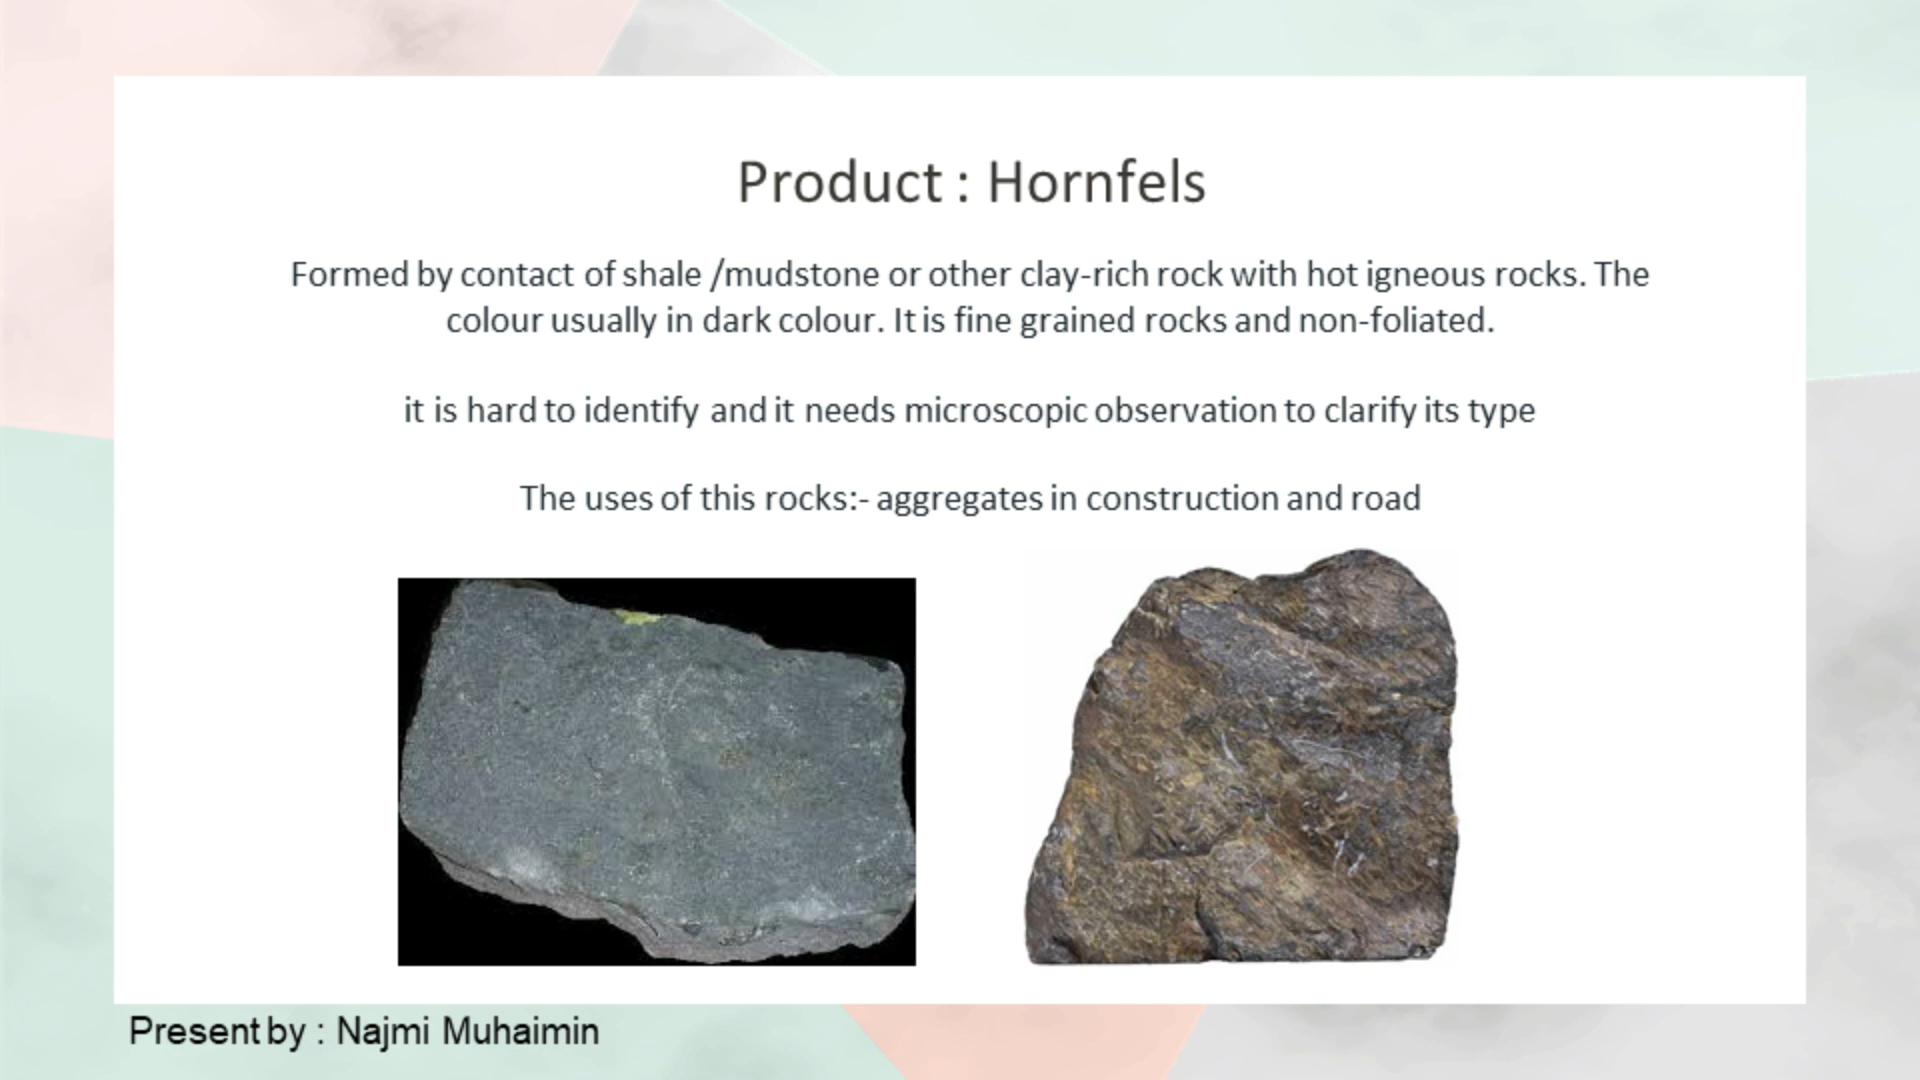 Product : Hornfels
Formed by contact of shale /mudstone or other clay-rich rock with hot igneous rocks. The
colour usually in dark colour. It is fine grained rocks and non-foliated.
it is hard to identify and it needs microscopic observation to clarify its type
The uses of this rocks:- aggregates in construction and road
Present by : Najmi Muhaimin